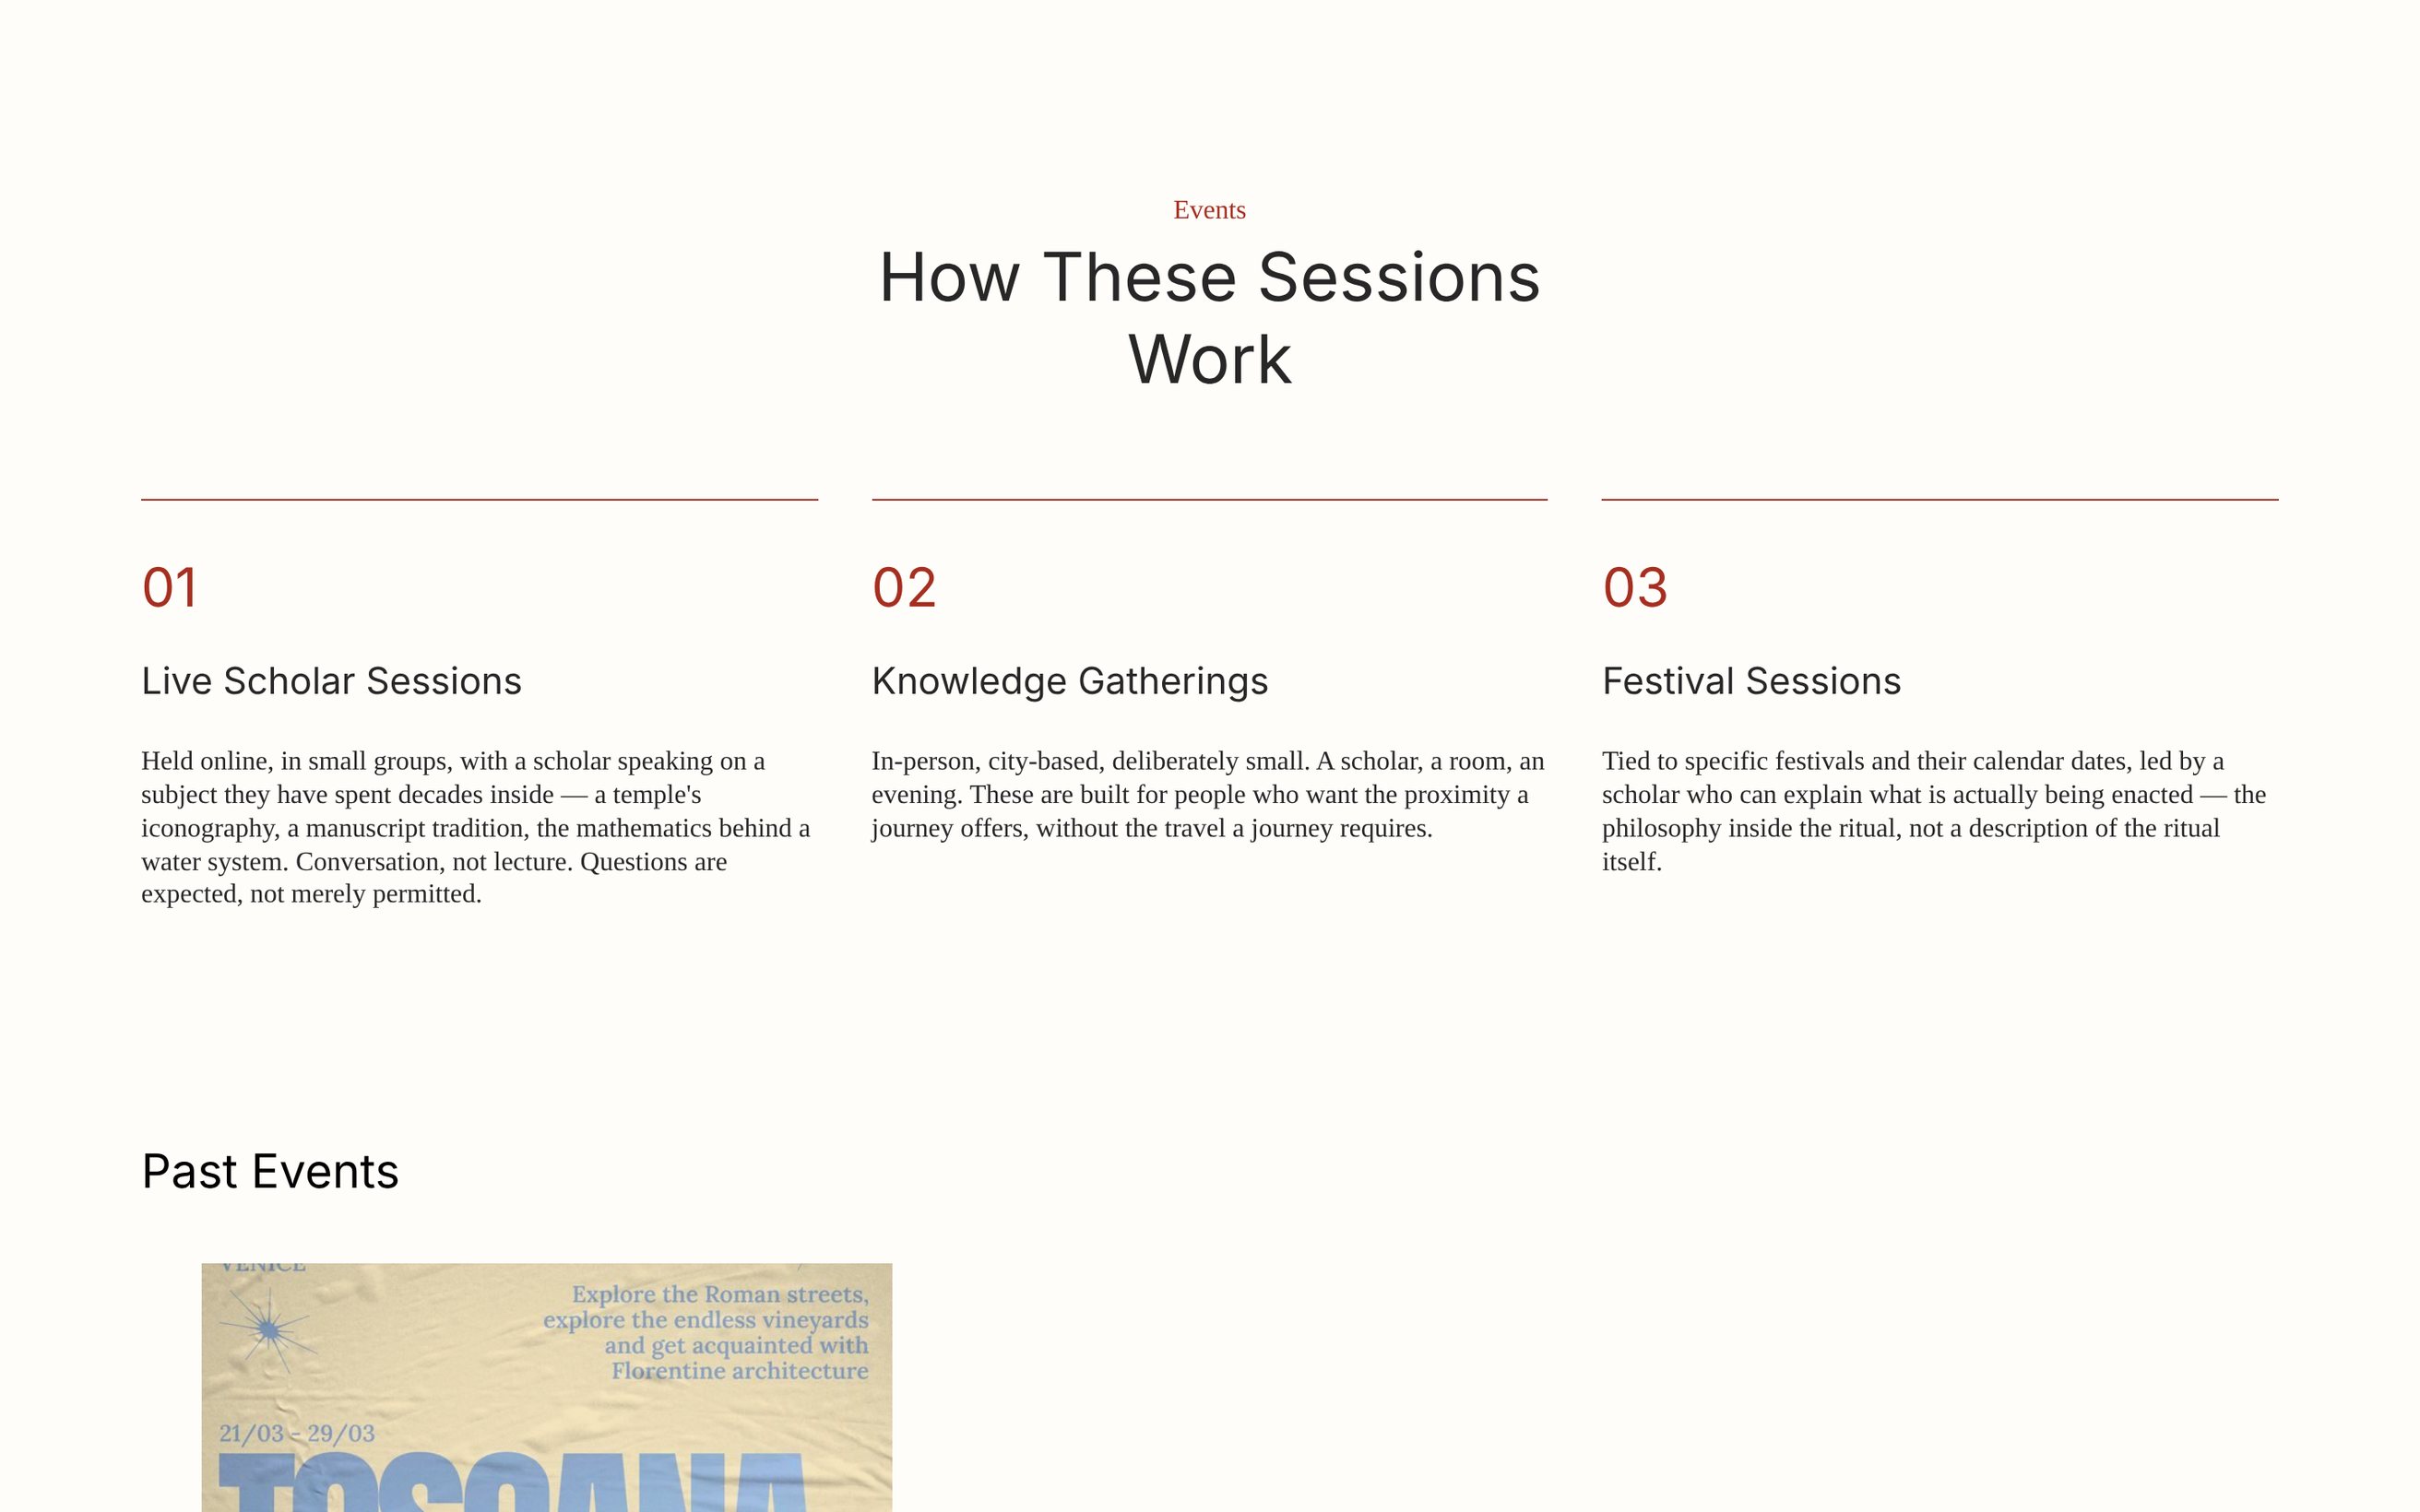 Events
How These Sessions
Work
01
Live Scholar Sessions
Held online, in small groups, with a scholar speaking on a
subject they have spent decades inside — a temple's
iconography, a manuscript tradition, the mathematics behind a
water system. Conversation, not lecture. Questions are
expected, not merely permitted.
02
Knowledge Gatherings
In-person, city-based, deliberately small. A scholar, a room, an
evening. These are built for people who want the proximity a
journey offers, without the travel a journey requires.
03
Festival Sessions
Tied to specific festivals and their calendar dates, led by a
scholar who can explain what is actually being enacted — the
philosophy inside the ritual, not a description of the ritual
itself.
Past Events
VENICE
Explore the Roman streets,
explore the endless vineyards
and get acquainted with
Florentine architecture
21/03 - 29/03
TOSCANA